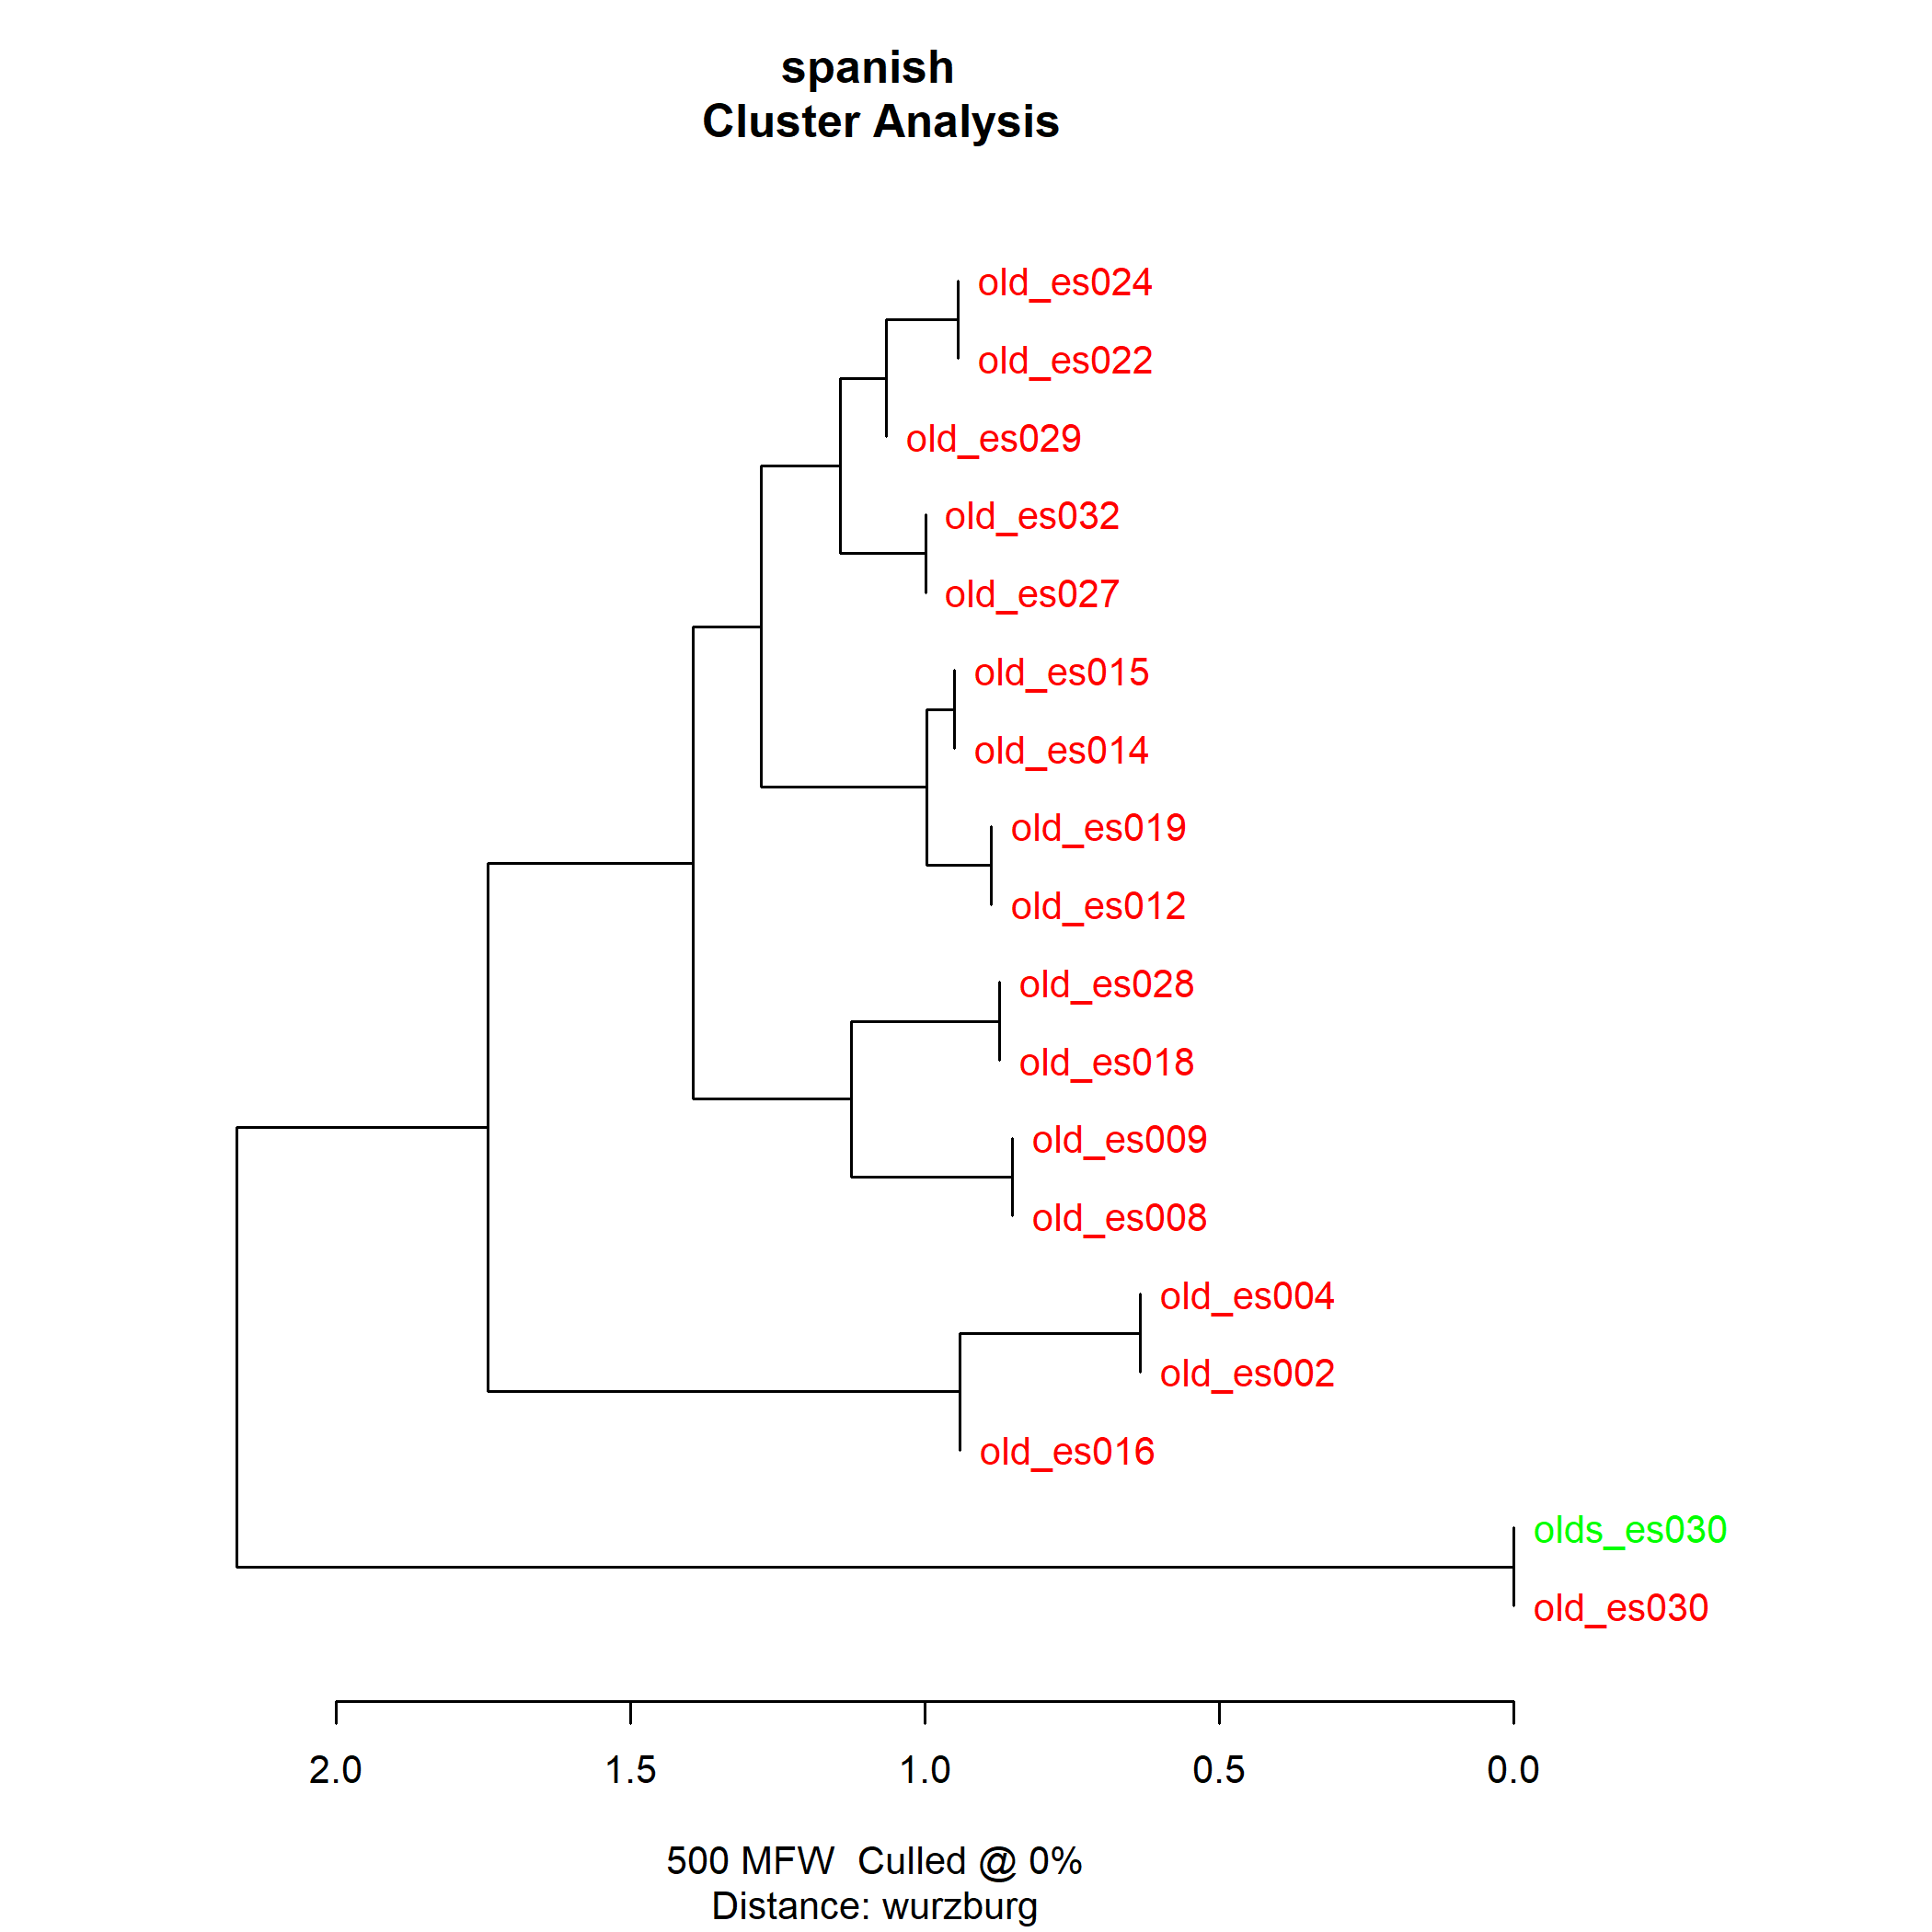 spanish
Cluster Analysis
old_es024
old_es022
old_es029
old_es032
old_es027
old_es015
old_es014
old_es019
old_es012
old_es028
old_es018
old_es009
old_es008
old_es004
old_es002
old_es016
olds_es030
old_es030
2.0 1.5 1.0 0.5 0.0
500 MFW  Culled @ 0%
Distance: wurzburg